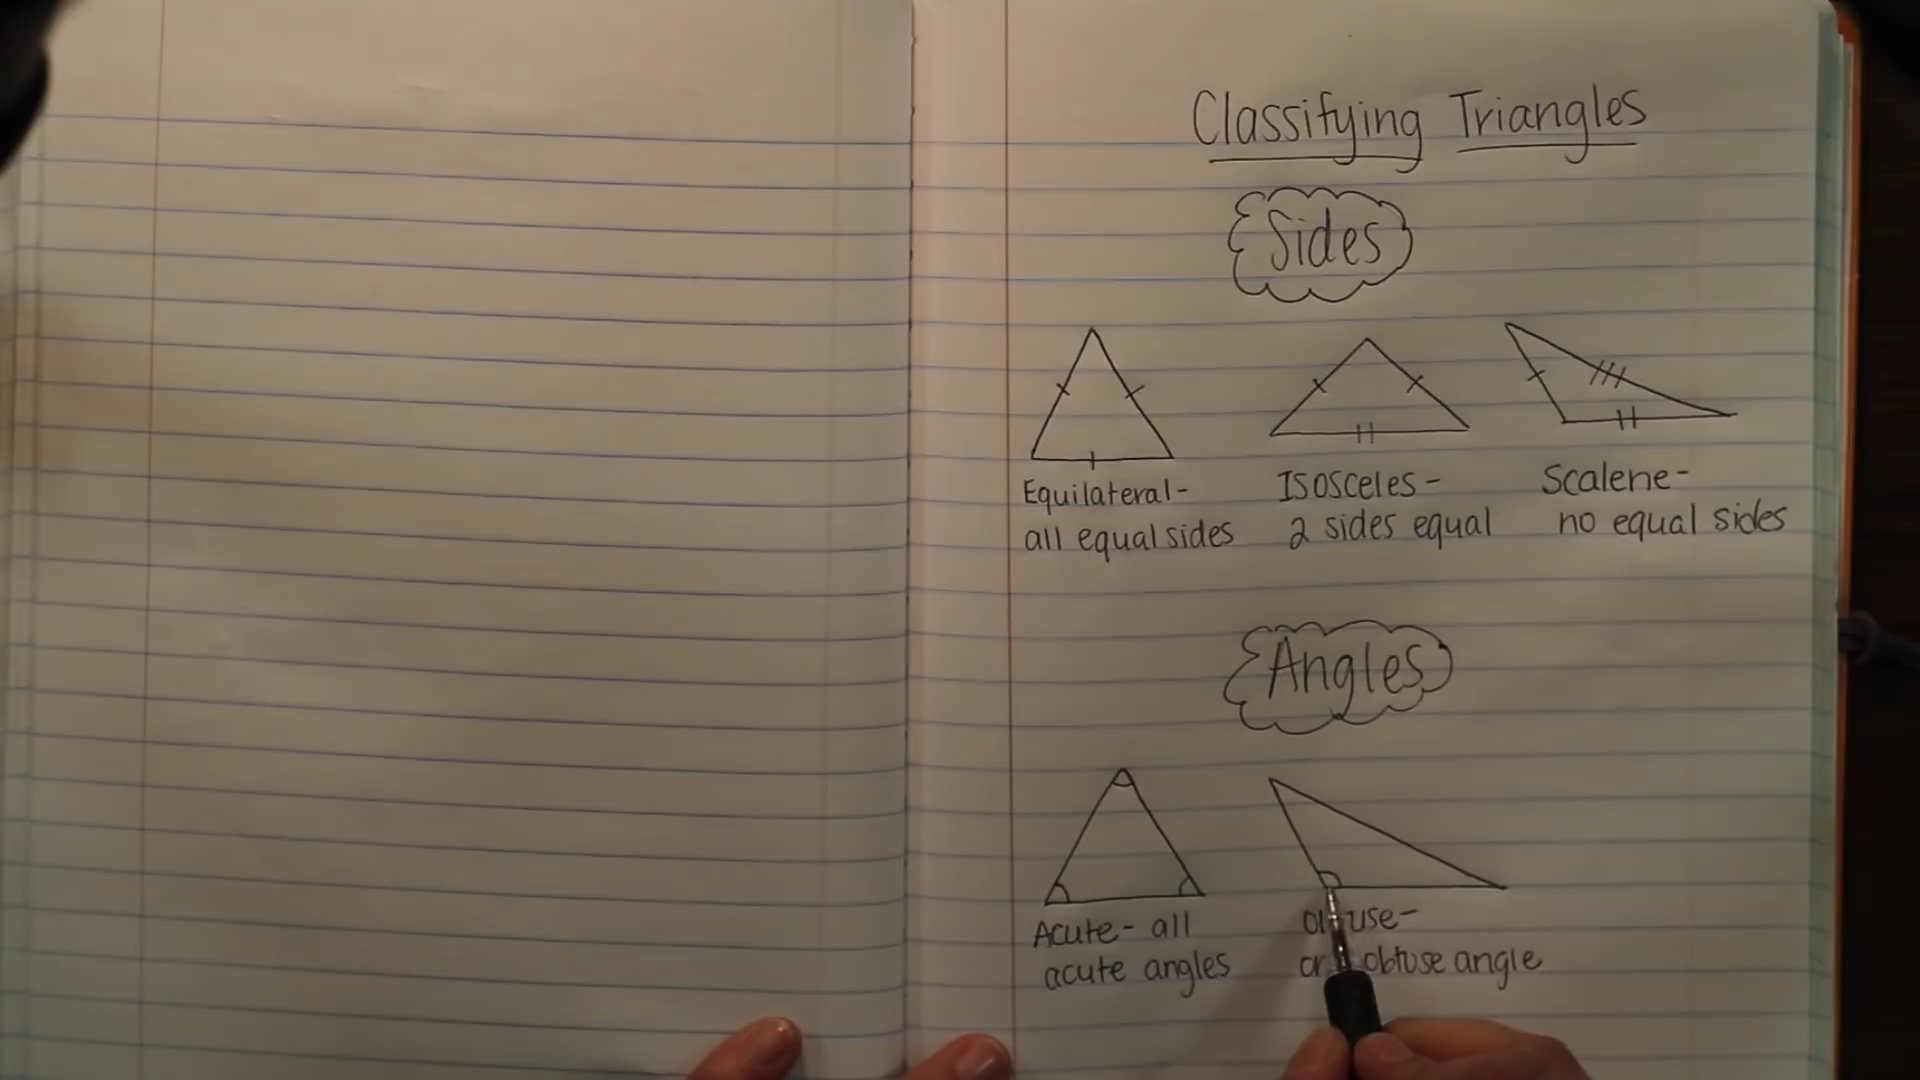 Classifying Triangles
Sides
Equilateral-
all equal sides
Isosceles-
2 sides equal
Scalene-
no equal sides
Angles
Acute- all
acute angles
obtuse angle